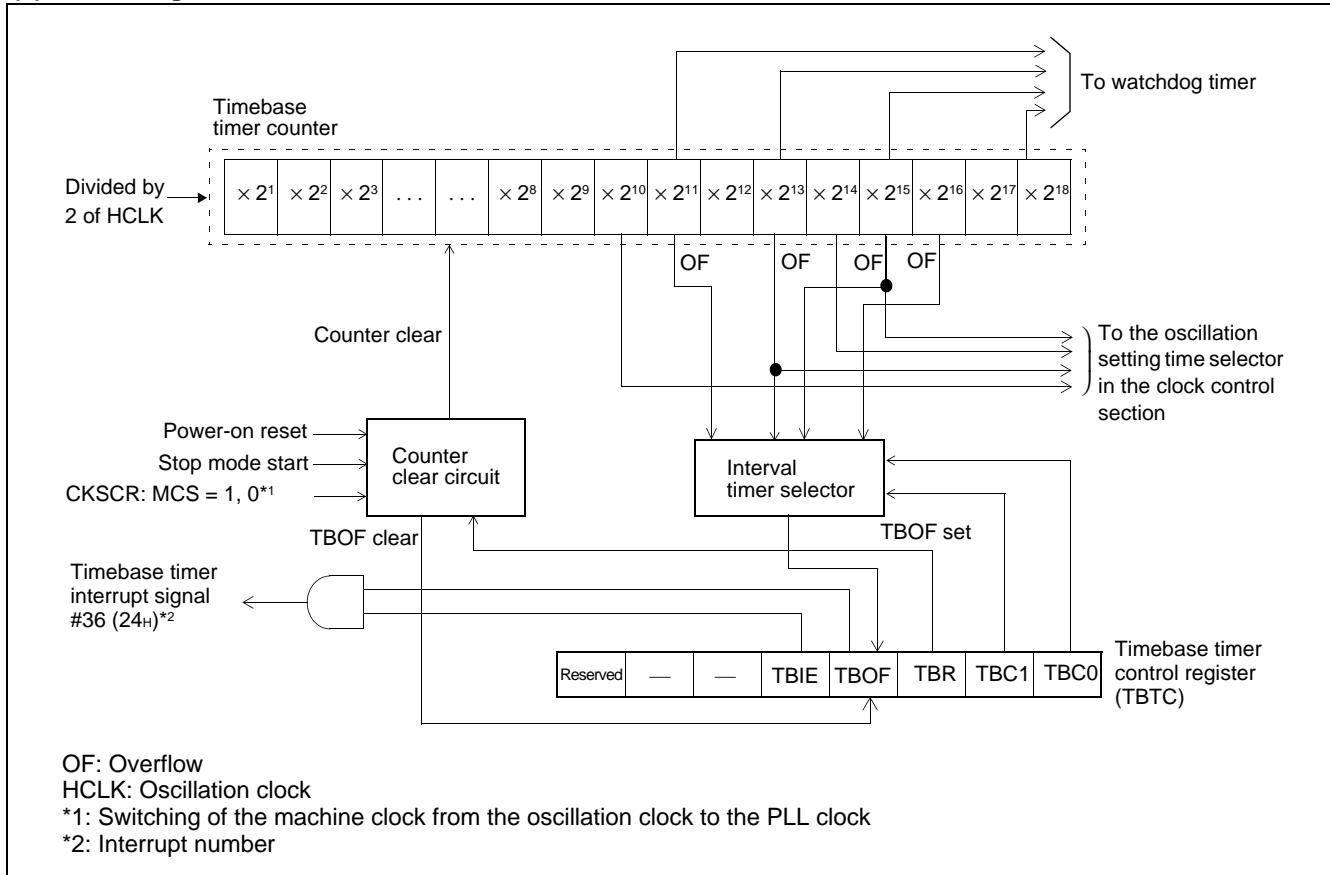 To watchdog timer
Timebase
timer counter
Divided by
2 of HCLK
× 2¹ × 2² × 2³ . . . . . . × 2⁸ × 2⁹ × 2¹⁰ × 2¹¹ × 2¹² × 2¹³ × 2¹⁴ × 2¹⁵ × 2¹⁶ × 2¹⁷ × 2¹⁸
OF OF OF OF
Counter clear
To the oscillation
setting time selector
in the clock control
section
Power-on reset
Stop mode start
CKSCR: MCS = 1, 0*¹
Counter
clear circuit
Interval
timer selector
TBOF clear
TBOF set
Timebase timer
interrupt signal
#36 (24H)*²
Reserved — — TBIE TBOF TBR TBC1 TBC0
Timebase timer
control register
(TBTC)
OF: Overflow
HCLK: Oscillation clock
*1: Switching of the machine clock from the oscillation clock to the PLL clock
*2: Interrupt number